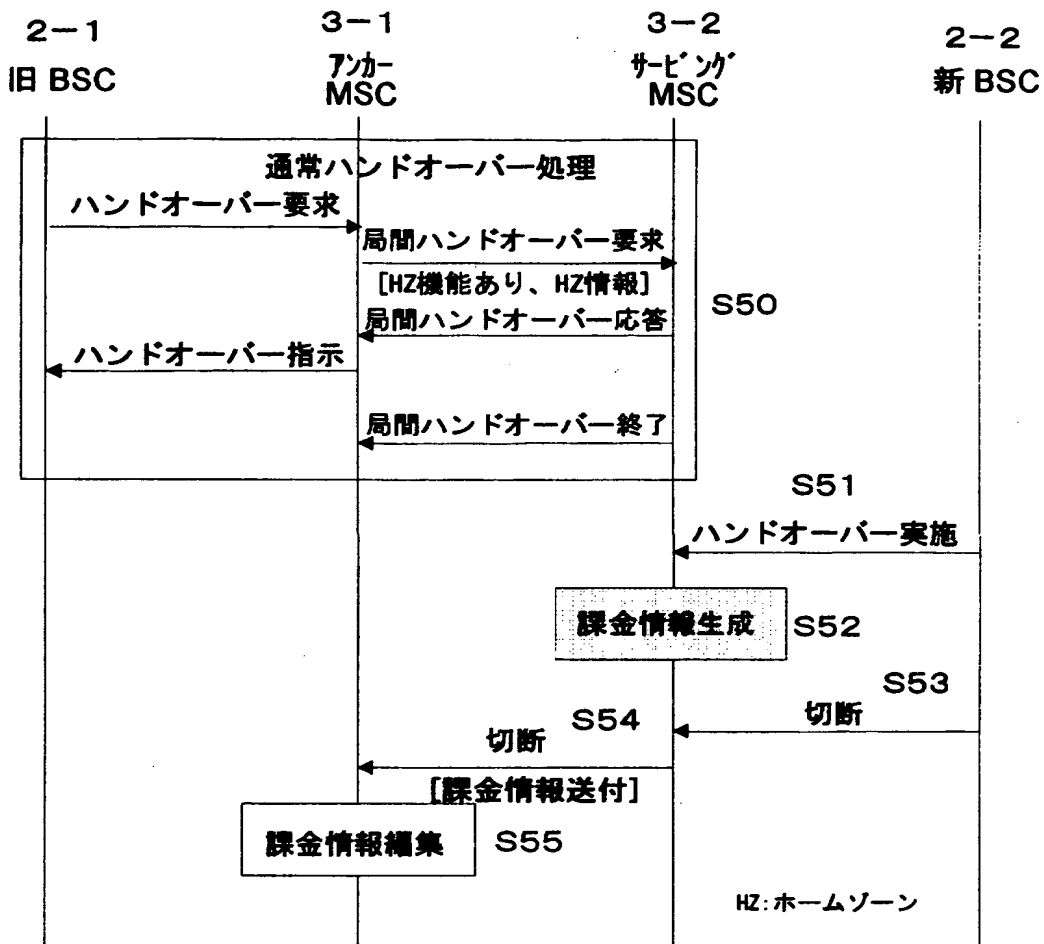 2-1
旧 BSC
3-1
アンカー
MSC
3-2
サービング
MSC
2-2
新 BSC
通常ハンドオーバー処理
ハンドオーバー要求
局間ハンドオーバー要求
[HZ機能あり、HZ情報]
局間ハンドオーバー応答
S50
ハンドオーバー指示
局間ハンドオーバー終了
S51
ハンドオーバー実施
課金情報生成
S52
S53
切断
S54
切断
[課金情報送付]
課金情報編集
S55
HZ:ホームゾーン